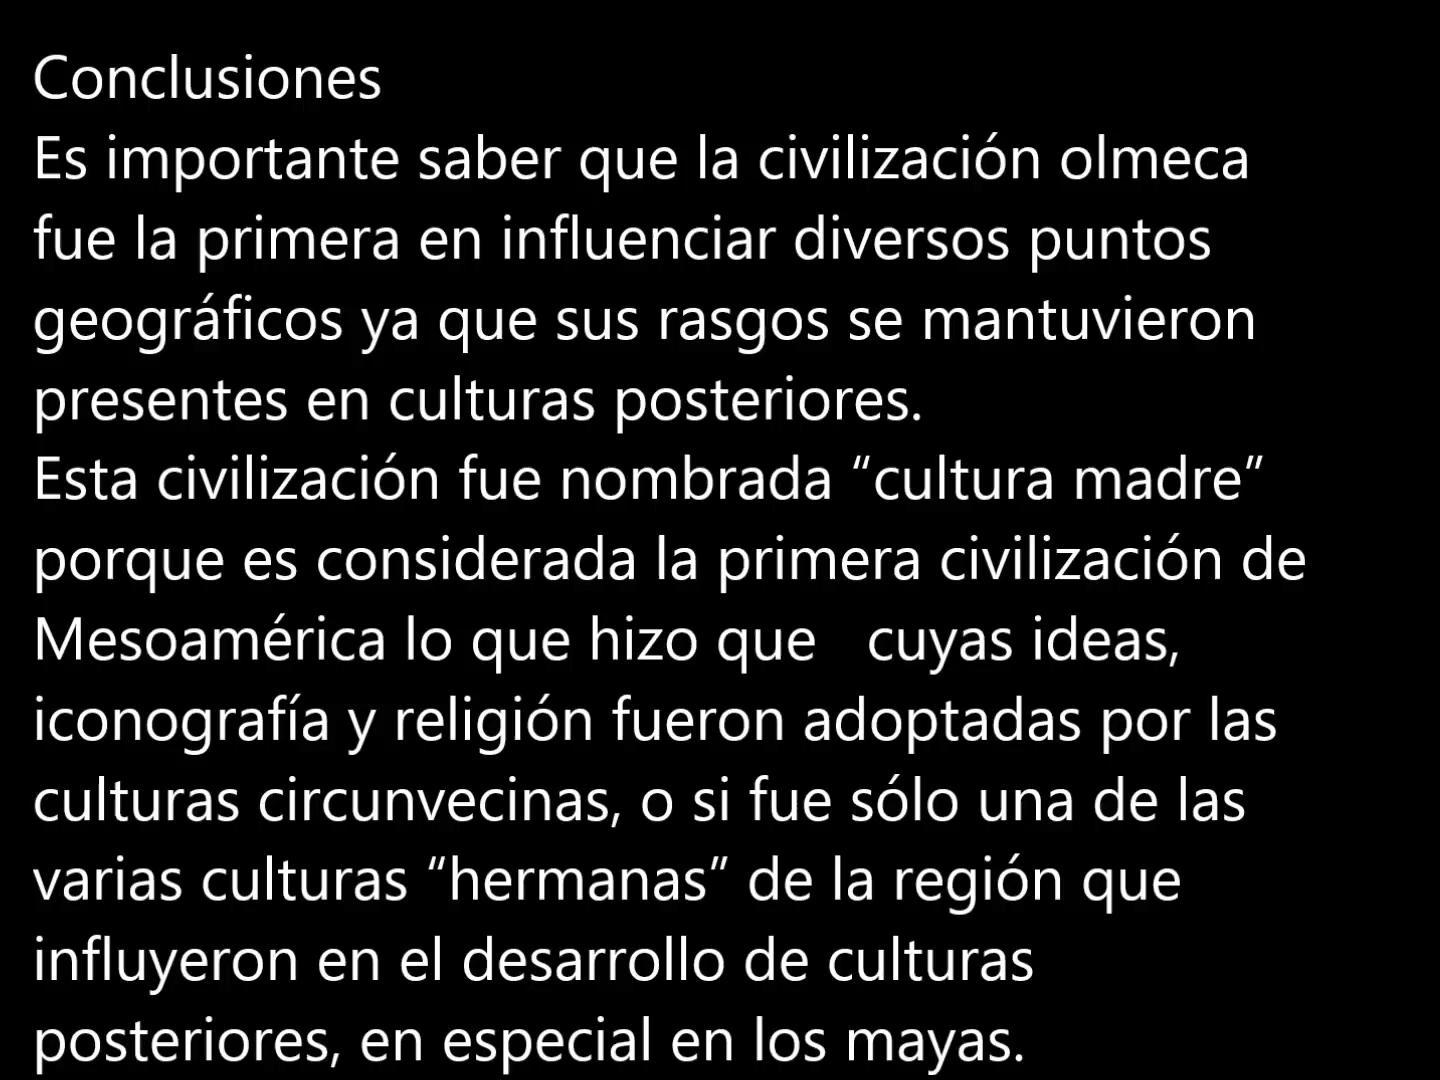 Conclusiones
Es importante saber que la civilización olmeca
fue la primera en influenciar diversos puntos
geográficos ya que sus rasgos se mantuvieron
presentes en culturas posteriores.
Esta civilización fue nombrada “cultura madre”
porque es considerada la primera civilización de
Mesoamérica lo que hizo que   cuyas ideas,
iconografía y religión fueron adoptadas por las
culturas circunvecinas, o si fue sólo una de las
varias culturas “hermanas” de la región que
influyeron en el desarrollo de culturas
posteriores, en especial en los mayas.